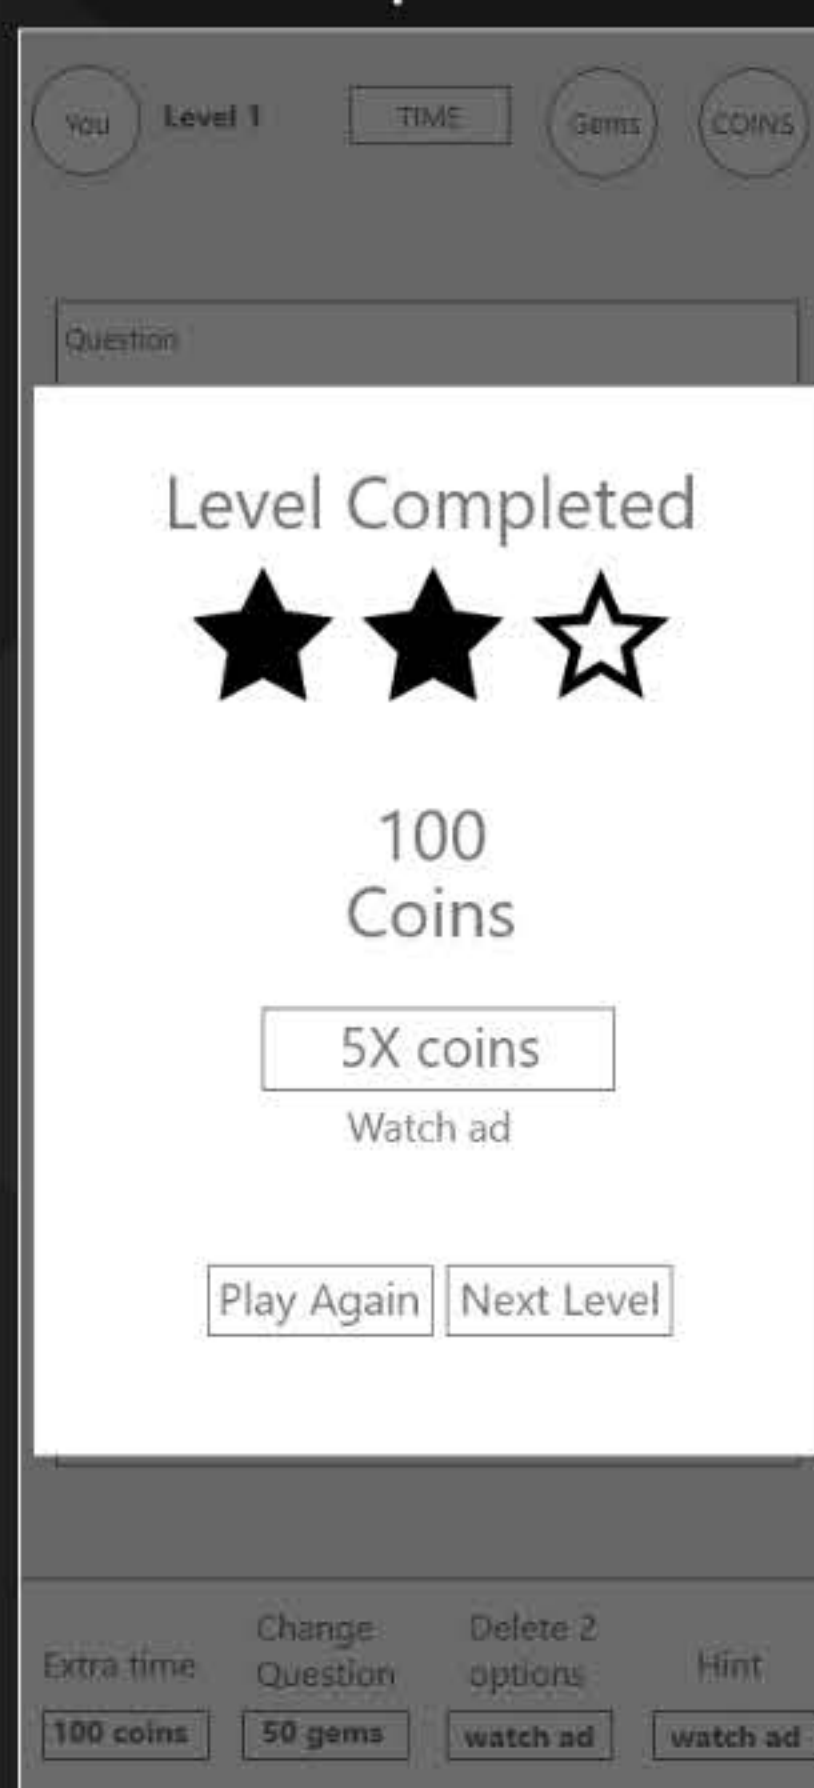 You Level 1 TIME Gems COINS
Question
Level Completed
100
Coins
5X coins
Watch ad
Play Again Next Level
Extra time
Change
Question
Delete 2
options
Hint
100 coins 50 gems watch ad watch ad